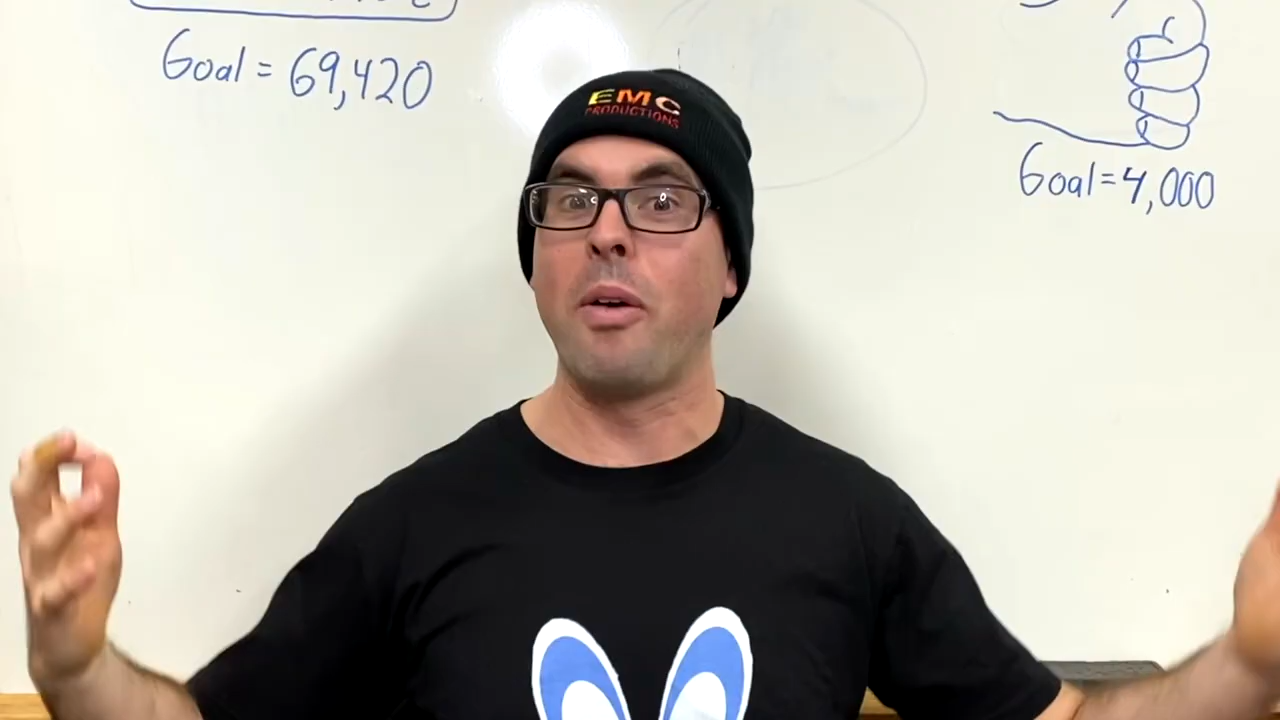 Goal = 69,420
EMC
PRODUCTIONS
Goal = 4,000